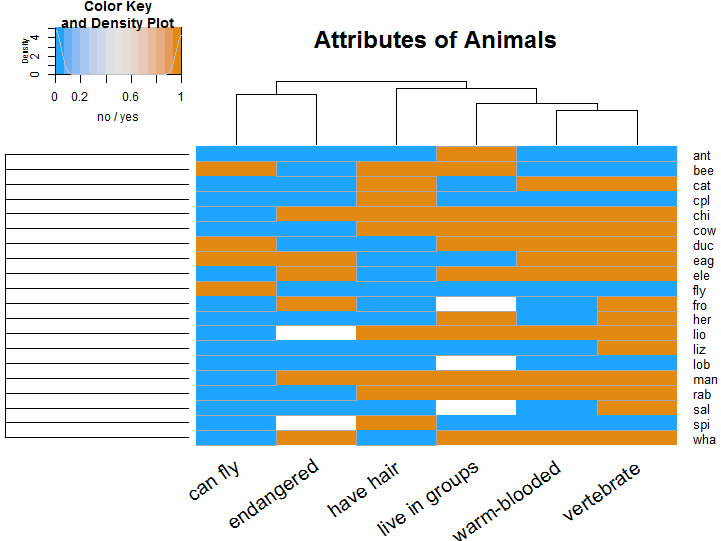 Color Key
and Density Plot
Density
0 2 4
0 0.2 0.6 1
no / yes
Attributes of Animals
ant
bee
cat
cpl
chi
cow
duc
eag
ele
fly
fro
her
lio
liz
lob
man
rab
sal
spi
wha
can fly
endangered
have hair
live in groups
warm-blooded
vertebrate